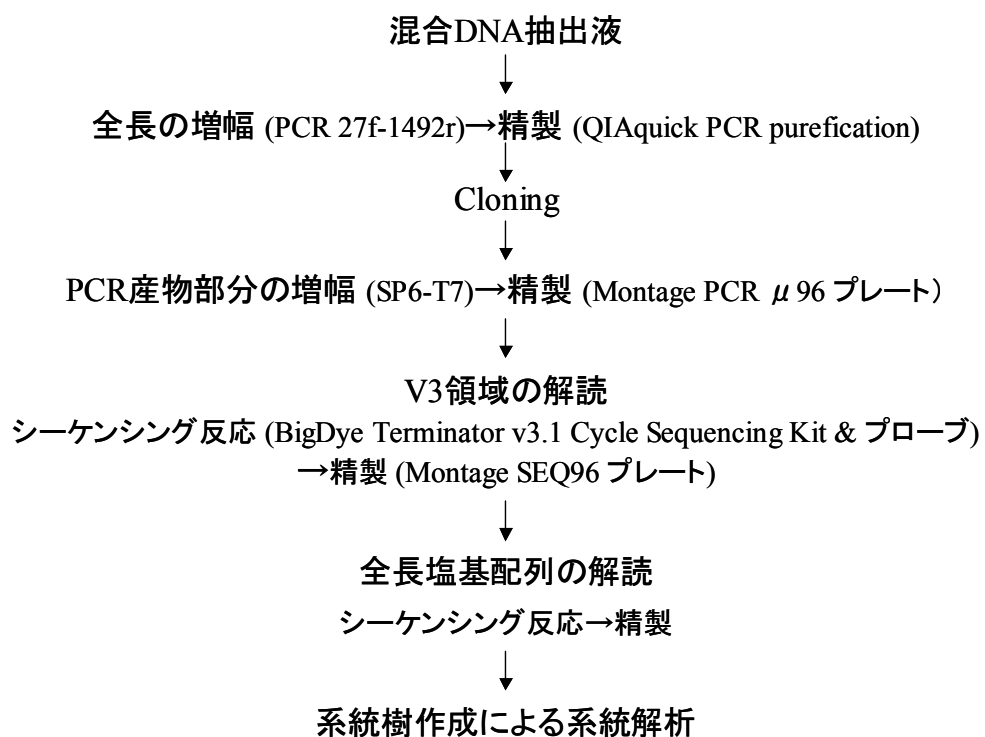 混合DNA抽出液
全長の増幅 (PCR 27f-1492r)→精製 (QIAquick PCR purefication)
Cloning
PCR産物部分の増幅 (SP6-T7)→精製 (Montage PCR μ96 プレート）
V3領域の解読
シーケンシング反応 (BigDye Terminator v3.1 Cycle Sequencing Kit & プローブ)
→精製 (Montage SEQ96 プレート)
全長塩基配列の解読
シーケンシング反応→精製
系統樹作成による系統解析